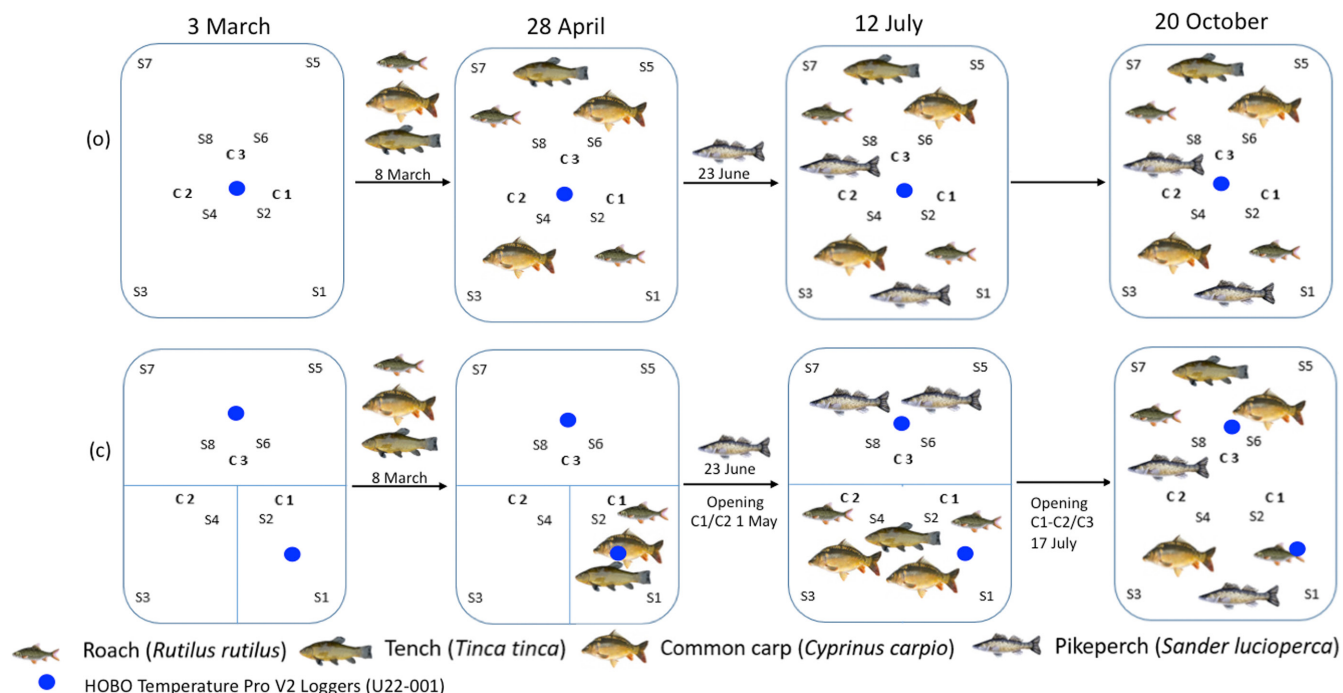 3 March 28 April 12 July 20 October
(o)
S7 S5
S8 S6
C 3
C 2 C 1
S4 S2
S3 S1
8 March
S7 S5
S8 S6
C 3
C 2 C 1
S4 S2
S3 S1
23 June
S7 S5
S8 S6
C 3
C 2 C 1
S4 S2
S3 S1
S7 S5
S8 S6
C 3
C 2 C 1
S4 S2
S3 S1
(c)
S7 S5
S8 S6
C 3
C 2 C 1
S4 S2
S3 S1
8 March
S7 S5
S8 S6
C 3
C 2 C 1
S4 S2
S3 S1
23 June
Opening
C1/C2 1 May
S7 S5
S8 S6
C 3
C 2 C 1
S4 S2
S3 S1
Opening
C1-C2/C3
17 July
S7 S5
S8 S6
C 3
C 2 C 1
S4 S2
S3 S1
Roach (Rutilus rutilus) Tench (Tinca tinca) Common carp (Cyprinus carpio) Pikeperch (Sander lucioperca)
HOBO Temperature Pro V2 Loggers (U22-001)